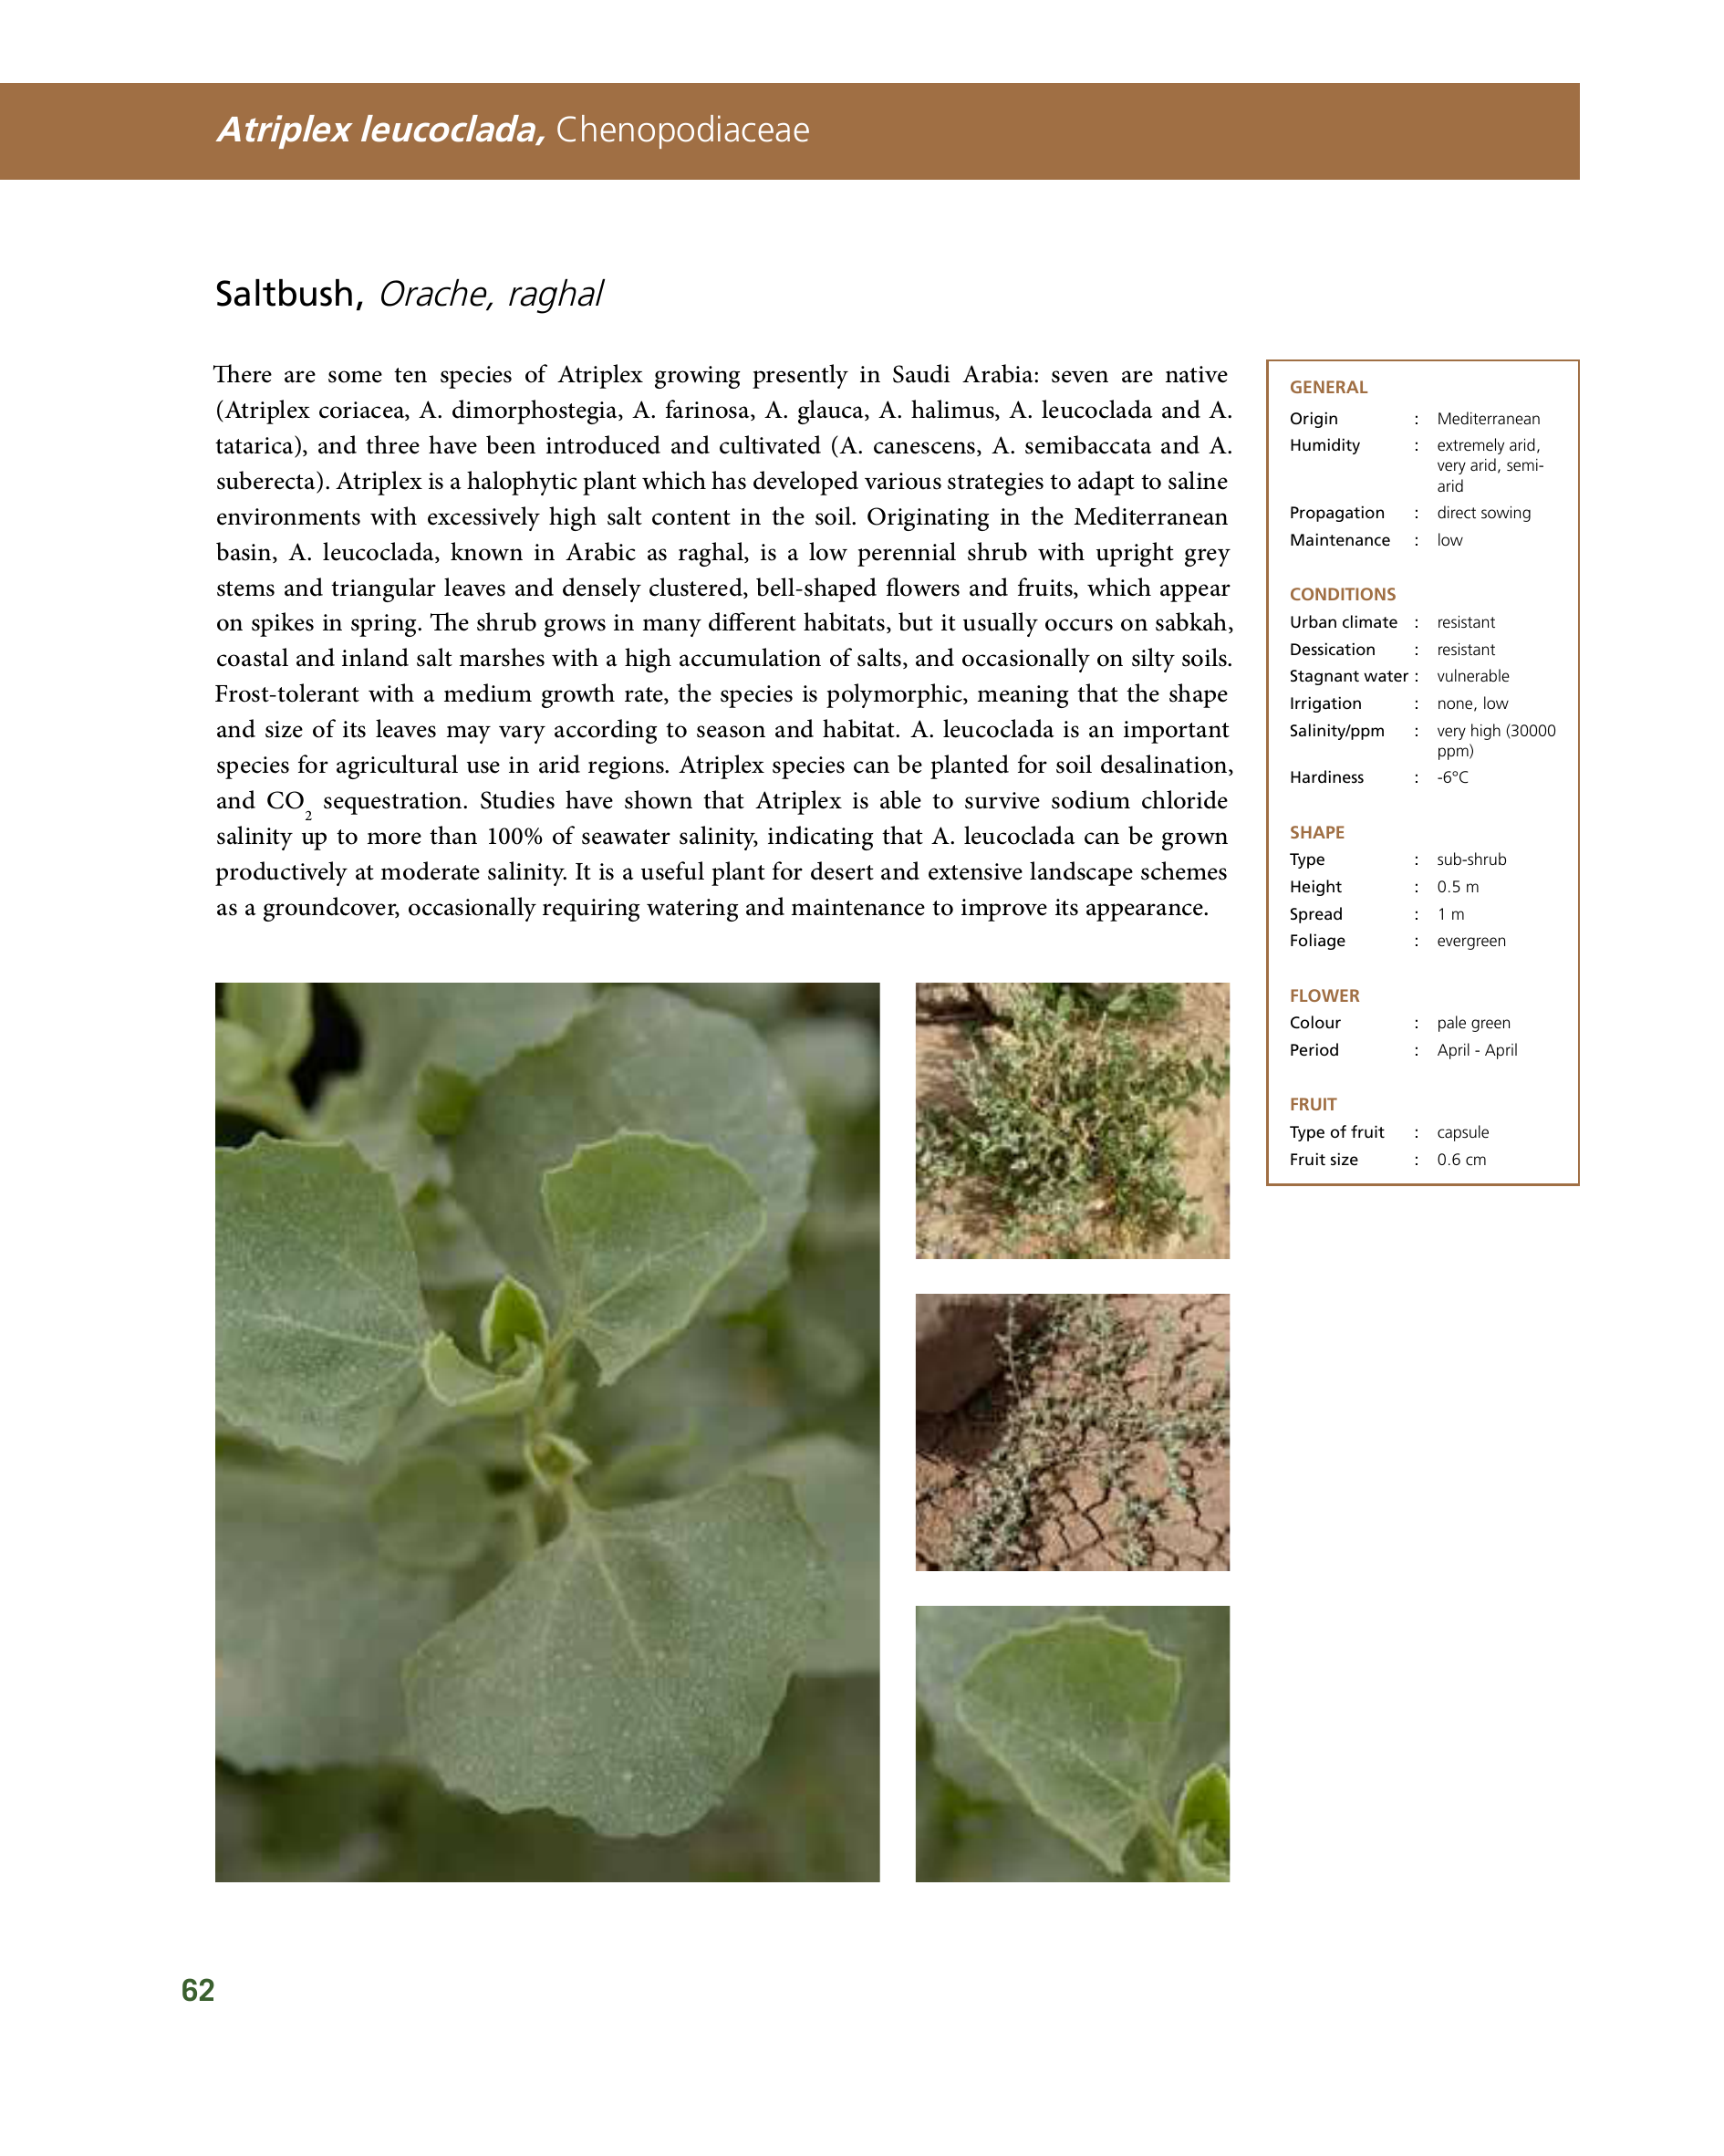 Atriplex leucoclada, Chenopodiaceae
Saltbush, Orache, raghal
There are some ten species of Atriplex growing presently in Saudi Arabia: seven are native
(Atriplex coriacea, A. dimorphostegia, A. farinosa, A. glauca, A. halimus, A. leucoclada and A.
tatarica), and three have been introduced and cultivated (A. canescens, A. semibaccata and A.
suberecta). Atriplex is a halophytic plant which has developed various strategies to adapt to saline
environments with excessively high salt content in the soil. Originating in the Mediterranean
basin, A. leucoclada, known in Arabic as raghal, is a low perennial shrub with upright grey
stems and triangular leaves and densely clustered, bell-shaped flowers and fruits, which appear
on spikes in spring. The shrub grows in many different habitats, but it usually occurs on sabkah,
coastal and inland salt marshes with a high accumulation of salts, and occasionally on silty soils.
Frost-tolerant with a medium growth rate, the species is polymorphic, meaning that the shape
and size of its leaves may vary according to season and habitat. A. leucoclada is an important
species for agricultural use in arid regions. Atriplex species can be planted for soil desalination,
and CO₂ sequestration. Studies have shown that Atriplex is able to survive sodium chloride
salinity up to more than 100% of seawater salinity, indicating that A. leucoclada can be grown
productively at moderate salinity. It is a useful plant for desert and extensive landscape schemes
as a groundcover, occasionally requiring watering and maintenance to improve its appearance.
GENERAL
Origin : Mediterranean
Humidity : extremely arid,
very arid, semi-
arid
Propagation : direct sowing
Maintenance : low
CONDITIONS
Urban climate : resistant
Dessication : resistant
Stagnant water : vulnerable
Irrigation : none, low
Salinity/ppm : very high (30000
ppm)
Hardiness : -6°C
SHAPE
Type : sub-shrub
Height : 0.5 m
Spread : 1 m
Foliage : evergreen
FLOWER
Colour : pale green
Period : April - April
FRUIT
Type of fruit : capsule
Fruit size : 0.6 cm
62